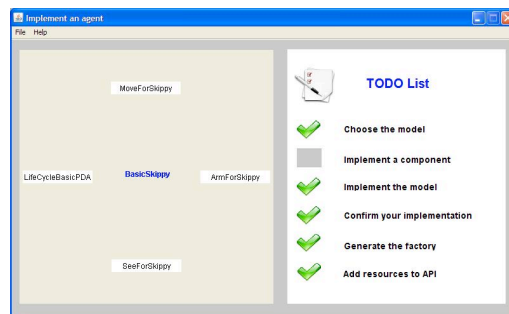 Implement an agent
File Help
MoveForSkippy
LifeCycleBasicPDA
BasicSkippy
ArmForSkippy
SeeForSkippy
TODO List
Choose the model
Implement a component
Implement the model
Confirm your implementation
Generate the factory
Add resources to API